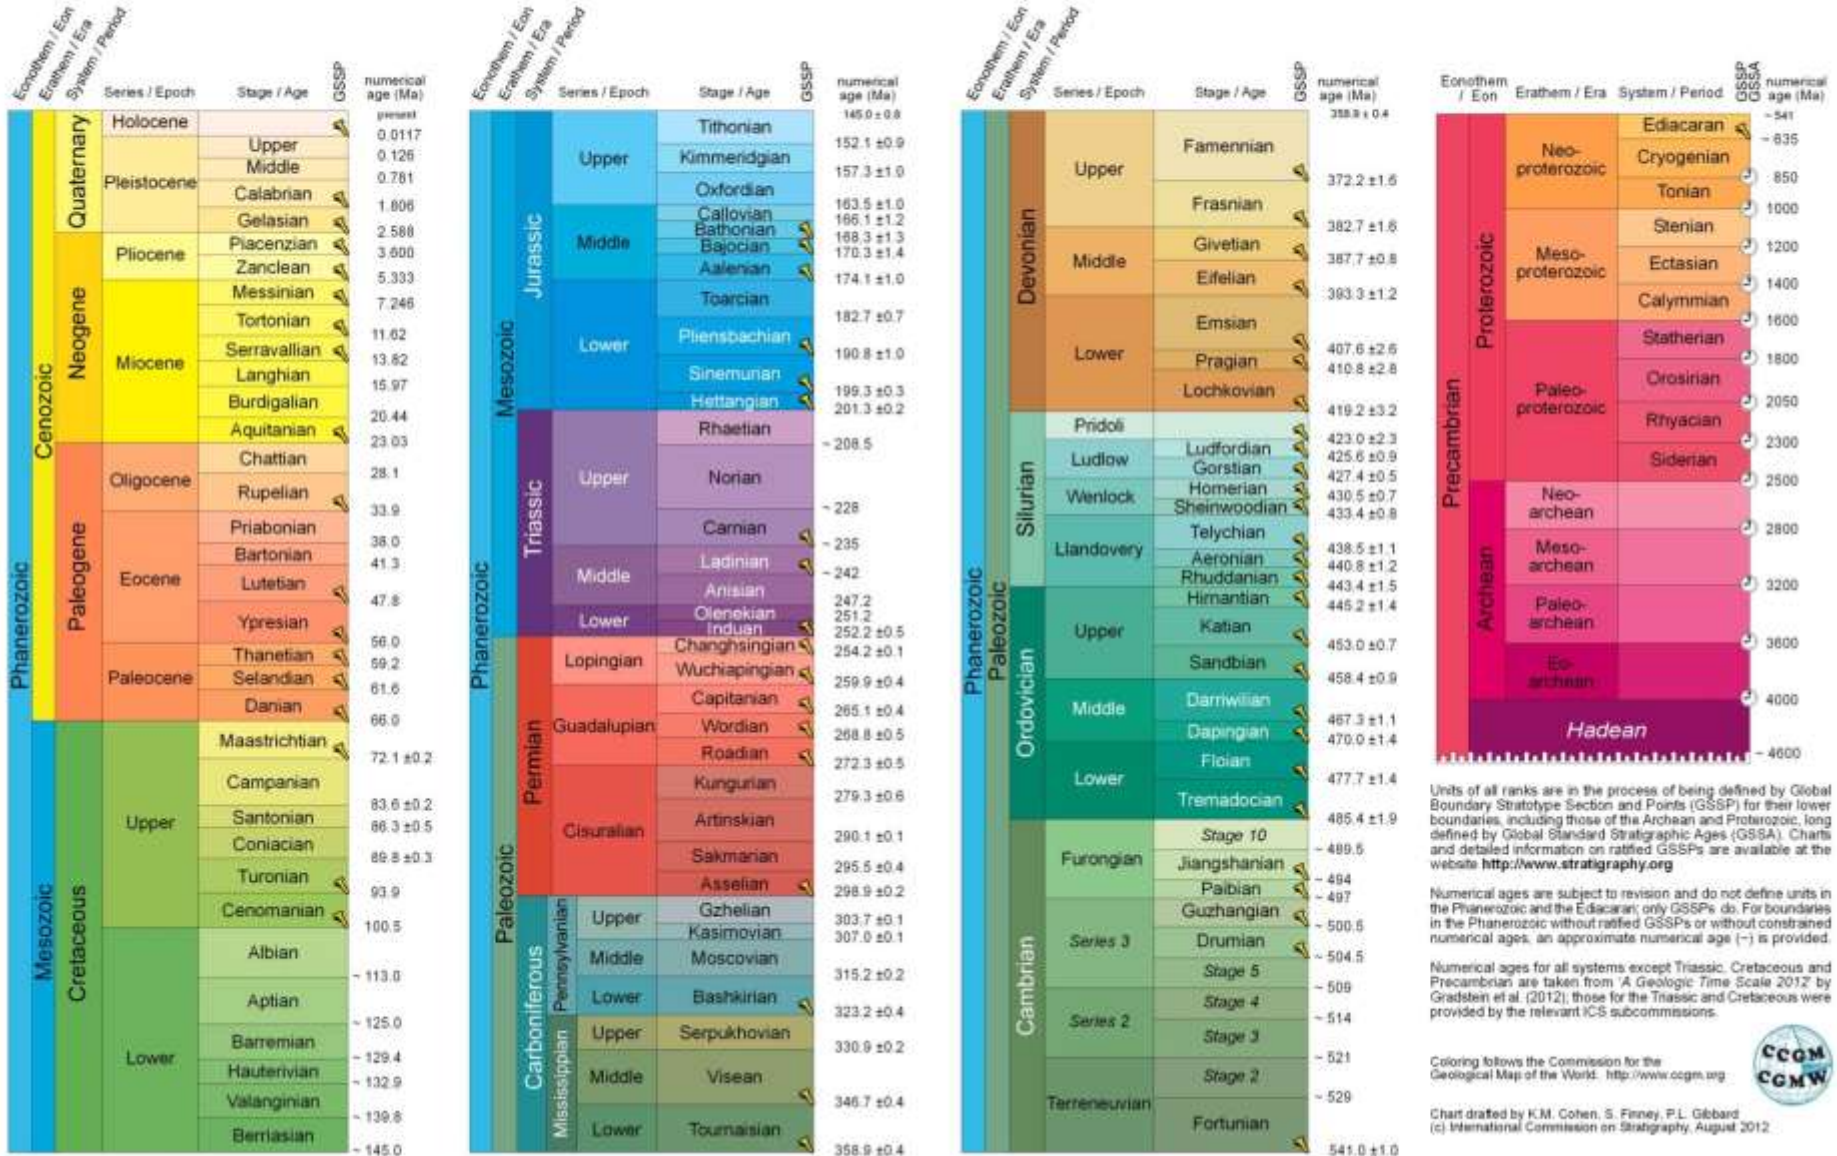 Eonothem / Eon
Erathem / Era
System / Period
Series / Epoch
Stage / Age
GSSP
numerical
age (Ma)
Phanerozoic
Cenozoic
Mesozoic
Quaternary
Neogene
Paleogene
Cretaceous
Holocene
Pleistocene
Pliocene
Miocene
Oligocene
Eocene
Paleocene
Upper
Lower
present
0.0117
Upper
0.126
Middle
0.781
Calabrian
1.806
Gelasian
2.588
Piacenzian
3.600
Zanclean
5.333
Messinian
7.246
Tortonian
11.62
Serravallian
13.82
Langhian
15.97
Burdigalian
20.44
Aquitanian
23.03
Chattian
28.1
Rupelian
33.9
Priabonian
38.0
Bartonian
41.3
Lutetian
47.8
Ypresian
56.0
Thanetian
59.2
Selandian
61.6
Danian
66.0
Maastrichtian
72.1 ±0.2
Campanian
83.6 ±0.2
Santonian
86.3 ±0.5
Coniacian
89.8 ±0.3
Turonian
93.9
Cenomanian
100.5
Albian
~ 113.0
Aptian
~ 125.0
Barremian
~ 129.4
Hauterivian
~ 132.9
Valanginian
~ 139.8
Berriasian
~ 145.0
Eonothem / Eon
Erathem / Era
System / Period
Series / Epoch
Stage / Age
GSSP
numerical
age (Ma)
Phanerozoic
Mesozoic
Paleozoic
Jurassic
Triassic
Permian
Carboniferous
Pennsylvanian
Mississippian
Upper
Middle
Lower
Upper
Middle
Lower
Lopingian
Guadalupian
Cisuralian
Upper
Middle
Lower
Upper
Middle
Lower
145.0 ± 0.8
Tithonian
152.1 ±0.9
Kimmeridgian
157.3 ±1.0
Oxfordian
163.5 ±1.0
Callovian
166.1 ±1.2
Bathonian
168.3 ±1.3
Bajocian
170.3 ±1.4
Aalenian
174.1 ±1.0
Toarcian
182.7 ±0.7
Pliensbachian
190.8 ±1.0
Sinemurian
199.3 ±0.3
Hettangian
201.3 ±0.2
Rhaetian
~ 208.5
Norian
~ 228
Carnian
~ 235
Ladinian
~ 242
Anisian
247.2
Olenekian
251.2
Induan
252.2 ±0.5
Changhsingian
254.2 ±0.1
Wuchiapingian
259.9 ±0.4
Capitanian
265.1 ±0.4
Wordian
268.8 ±0.5
Roadian
272.3 ±0.5
Kungurian
279.3 ±0.6
Artinskian
290.1 ±0.1
Sakmarian
295.5 ±0.4
Asselian
298.9 ±0.2
Gzhelian
303.7 ±0.1
Kasimovian
307.0 ±0.1
Moscovian
315.2 ±0.2
Bashkirian
323.2 ±0.4
Serpukhovian
330.9 ±0.2
Visean
346.7 ±0.4
Tournaisian
358.9 ±0.4
Eonothem / Eon
Erathem / Era
System / Period
Series / Epoch
Stage / Age
GSSP
numerical
age (Ma)
Phanerozoic
Paleozoic
Devonian
Silurian
Ordovician
Cambrian
Upper
Middle
Lower
Pridoli
Ludlow
Wenlock
Llandovery
Upper
Middle
Lower
Furongian
Series 3
Series 2
Terreneuvian
358.9 ± 0.4
Famennian
372.2 ±1.6
Frasnian
382.7 ±1.6
Givetian
387.7 ±0.8
Eifelian
393.3 ±1.2
Emsian
407.6 ±2.6
Pragian
410.8 ±2.8
Lochkovian
419.2 ±3.2
423.0 ±2.3
Ludfordian
425.6 ±0.9
Gorstian
427.4 ±0.5
Homerian
430.5 ±0.7
Sheinwoodian
433.4 ±0.8
Telychian
438.5 ±1.1
Aeronian
440.8 ±1.2
Rhuddanian
443.4 ±1.5
Hirnantian
445.2 ±1.4
Katian
453.0 ±0.7
Sandbian
458.4 ±0.9
Darriwilian
467.3 ±1.1
Dapingian
470.0 ±1.4
Floian
477.7 ±1.4
Tremadocian
485.4 ±1.9
Stage 10
~ 489.5
Jiangshanian
~ 494
Paibian
~ 497
Guzhangian
~ 500.5
Drumian
~ 504.5
Stage 5
~ 509
Stage 4
~ 514
Stage 3
~ 521
Stage 2
~ 529
Fortunian
541.0 ±1.0
Eonothem
/ Eon
Erathem / Era
System / Period
GSSP
GSSA
numerical
age (Ma)
Precambrian
Proterozoic
Archean
Neo-
proterozoic
Meso-
proterozoic
Paleo-
proterozoic
Neo-
archean
Meso-
archean
Paleo-
archean
Eo-
archean
Hadean
~ 541
Ediacaran
~ 635
Cryogenian
850
Tonian
1000
Stenian
1200
Ectasian
1400
Calymmian
1600
Statherian
1800
Orosirian
2050
Rhyacian
2300
Siderian
2500
2800
3200
3600
4000
~ 4600
Units of all ranks are in the process of being defined by Global
Boundary Stratotype Section and Points (GSSP) for their lower
boundaries, including those of the Archean and Proterozoic, long
defined by Global Standard Stratigraphic Ages (GSSA). Charts
and detailed information on ratified GSSPs are available at the
website http://www.stratigraphy.org
Numerical ages are subject to revision and do not define units in
the Phanerozoic and the Ediacaran; only GSSPs do. For boundaries
in the Phanerozoic without ratified GSSPs or without constrained
numerical ages, an approximate numerical age (~) is provided.
Numerical ages for all systems except Triassic, Cretaceous and
Precambrian are taken from 'A Geologic Time Scale 2012' by
Gradstein et al. (2012); those for the Triassic and Cretaceous were
provided by the relevant ICS subcommissions.
Coloring follows the Commission for the
Geological Map of the World. http://www.ccgm.org
CCGM
CGMW
Chart drafted by K.M. Cohen, S. Finney, P.L. Gibbard
(c) International Commission on Stratigraphy, August 2012